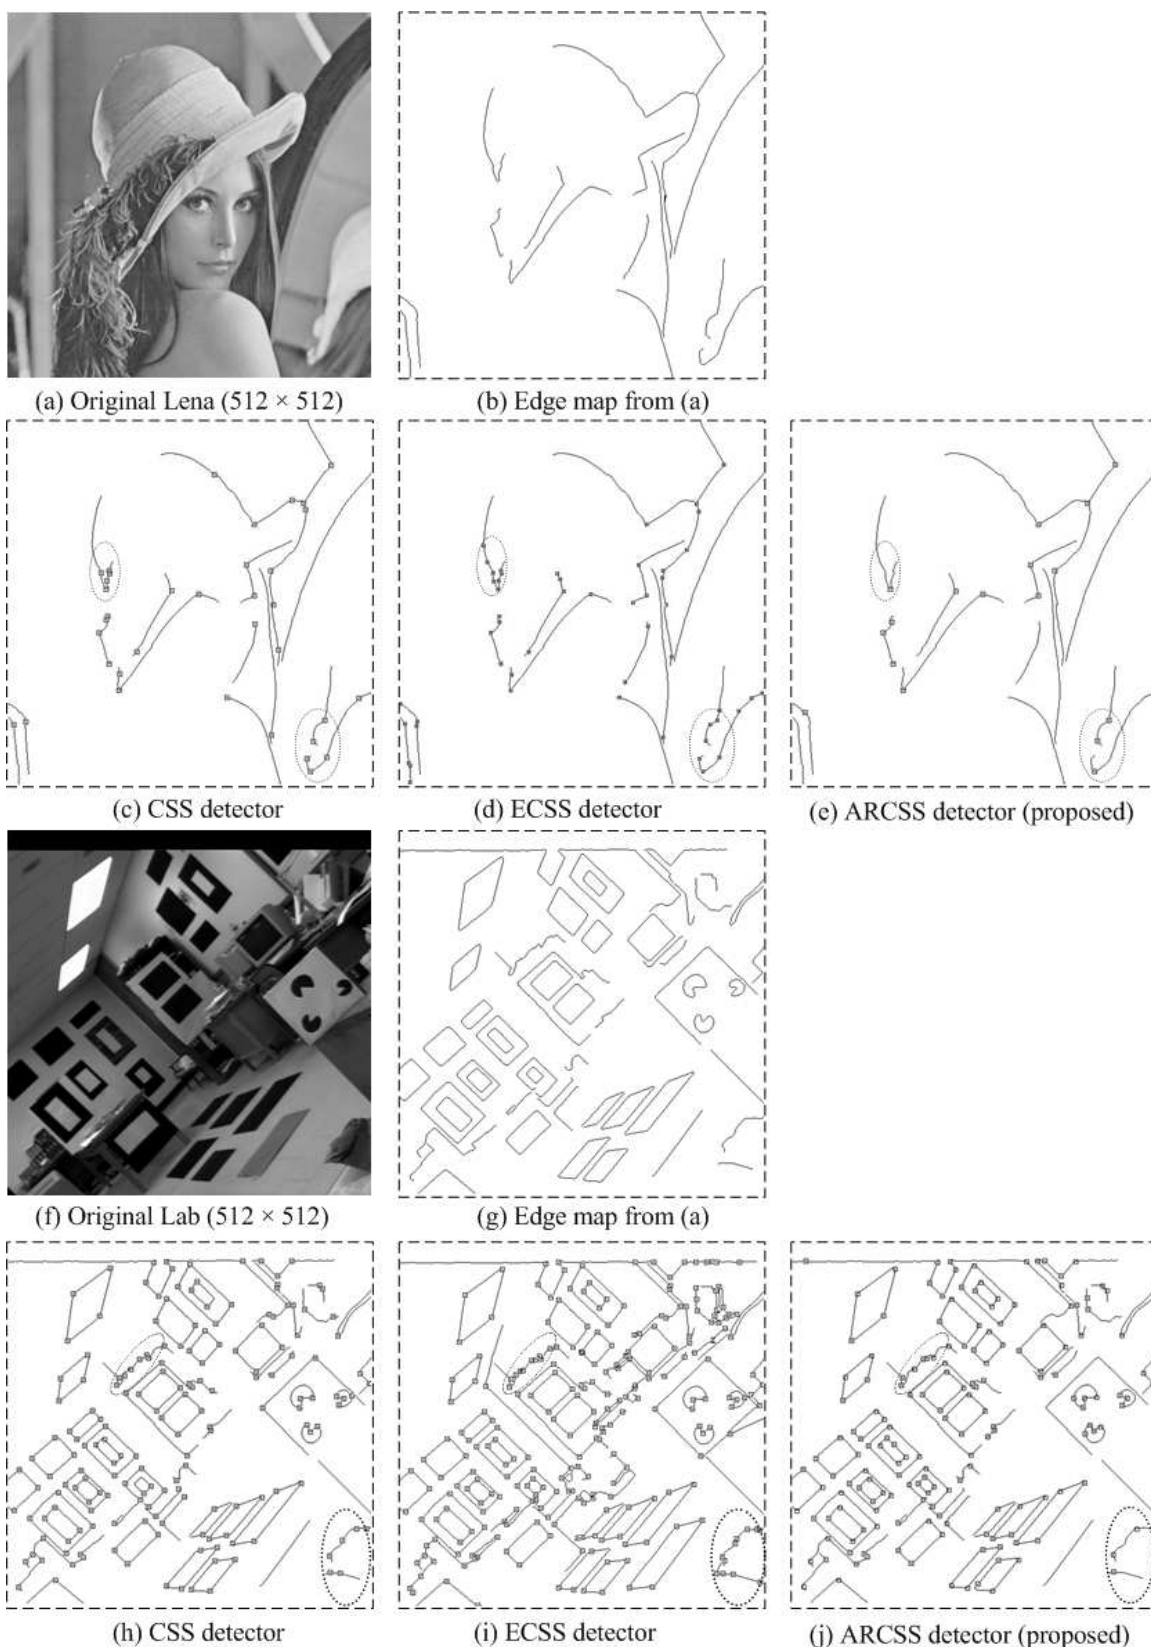 (a) Original Lena (512 × 512)
(b) Edge map from (a)
(c) CSS detector
(d) ECSS detector
(e) ARCSS detector (proposed)
(f) Original Lab (512 × 512)
(g) Edge map from (a)
(h) CSS detector
(i) ECSS detector
(j) ARCSS detector (proposed)